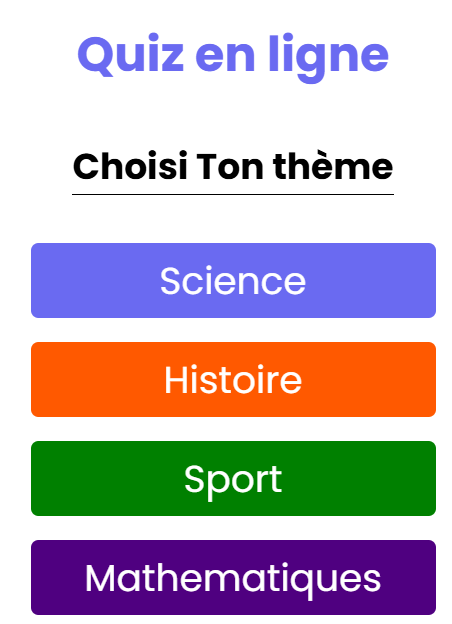 Quiz en ligne
Choisi Ton thème
Science
Histoire
Sport
Mathematiques